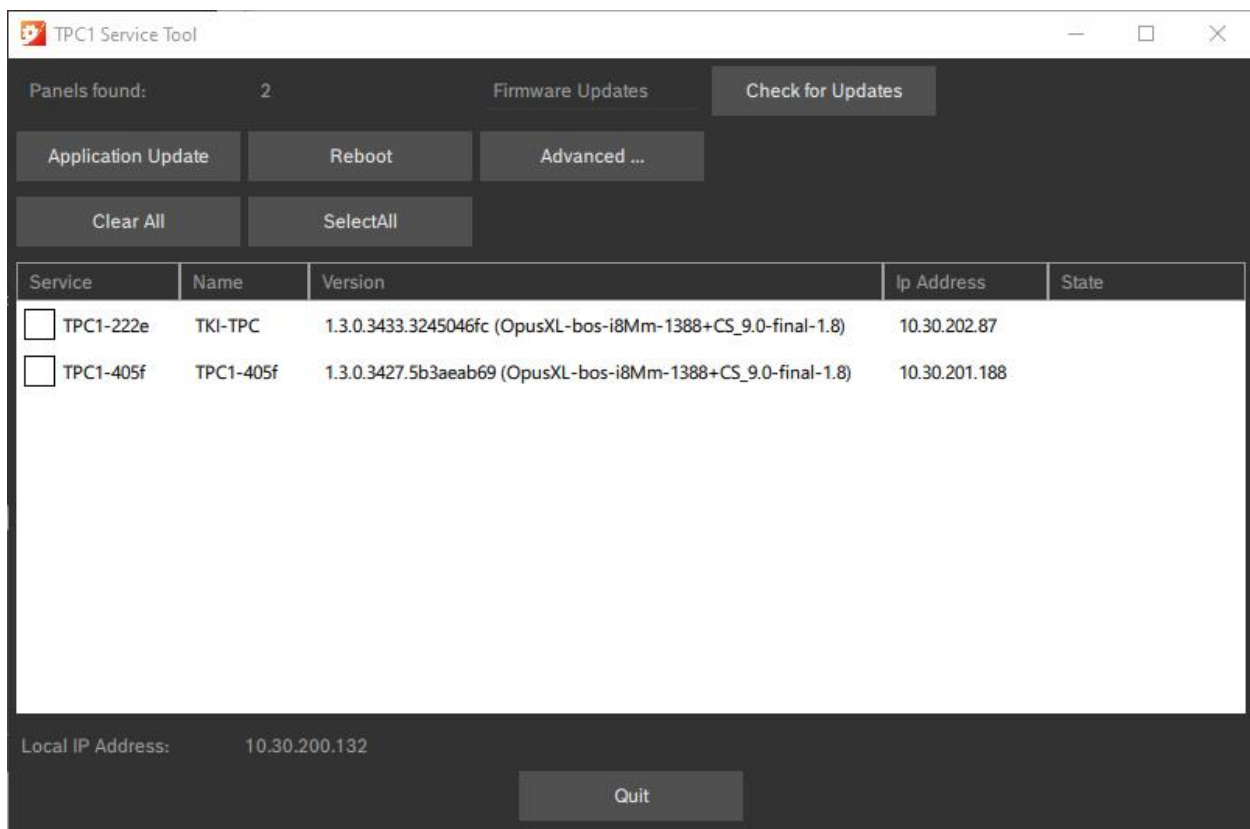 TPC1 Service Tool
Panels found: 2 Firmware Updates Check for Updates
Application Update Reboot Advanced ...
Clear All SelectAll
Service Name Version Ip Address State
TPC1-222e TKI-TPC 1.3.0.3433.3245046fc (OpusXL-bos-i8Mm-1388+CS_9.0-final-1.8) 10.30.202.87
TPC1-405f TPC1-405f 1.3.0.3427.5b3aeab69 (OpusXL-bos-i8Mm-1388+CS_9.0-final-1.8) 10.30.201.188
Local IP Address: 10.30.200.132
Quit